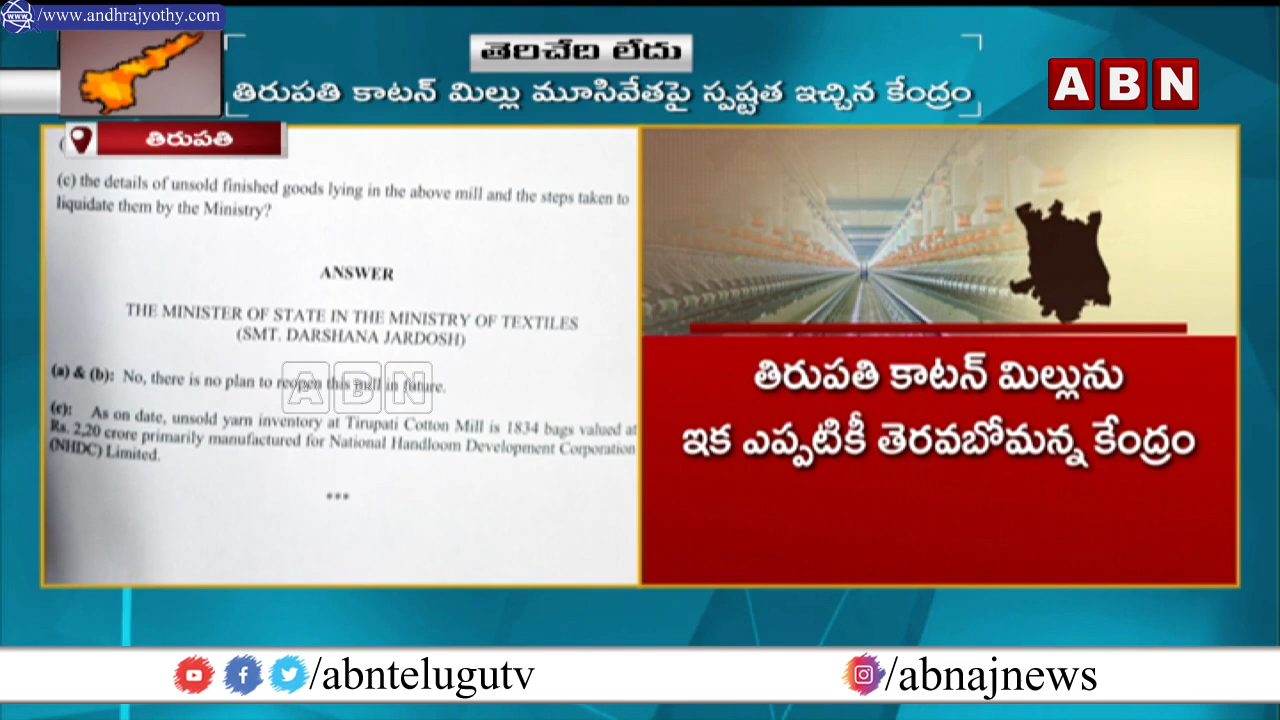 www
/www.andhrajyothy.com
తెరిచేది లేదు
తిరుపతి కాటన్ మిల్లు మూసివేతపై స్పష్టత ఇచ్చిన కేంద్రం
ABN
తిరుపతి
(c) the details of unsold finished goods lying in the above mill and the steps taken to
liquidate them by the Ministry?
ANSWER
THE MINISTER OF STATE IN THE MINISTRY OF TEXTILES
(SMT. DARSHANA JARDOSH)
(a) & (b): No, there is no plan to reopen this mill in future.
(c): As on date, unsold yarn inventory at Tirupati Cotton Mill is 1834 bags valued at
Rs. 2.20 crore primarily manufactured for National Handloom Development Corporation
(NHDC) Limited.
***
ABN
తిరుపతి కాటన్ మిల్లును
ఇక ఎప్పటికీ తెరవబోమన్న కేంద్రం
/abntelugutv
/abnajnews